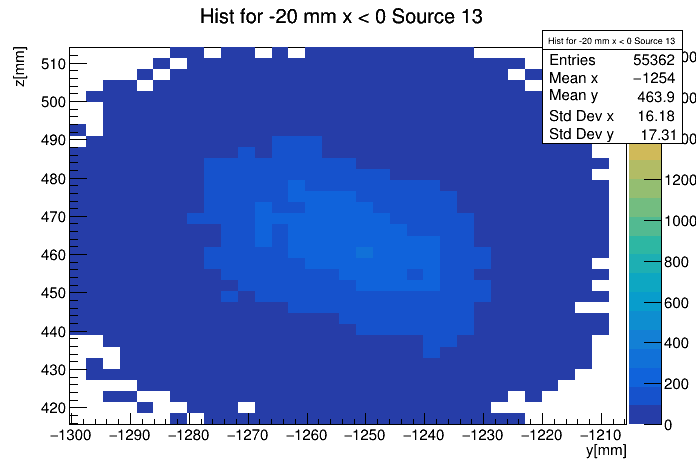 Hist for -20 mm x < 0 Source 13
Hist for -20 mm x < 0 Source 13
Entries 55362
Mean x −1254
Mean y 463.9
Std Dev x 16.18
Std Dev y 17.31
z[mm]
510
500
490
480
470
460
450
440
430
420
−1300 −1290 −1280 −1270 −1260 −1250 −1240 −1230 −1220 −1210
y[mm]
1200
1000
800
600
400
200
0